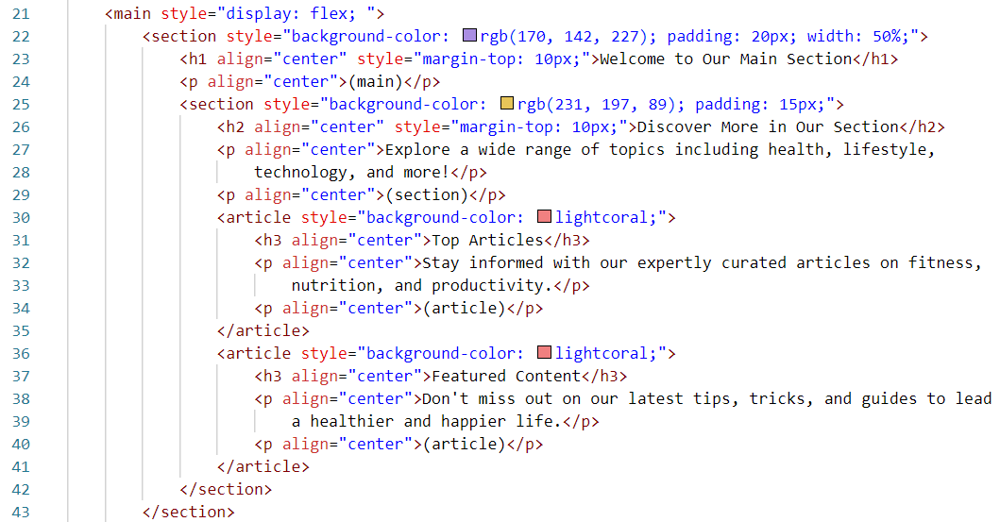 21 <main style="display: flex; ">
22 <section style="background-color: rgb(170, 142, 227); padding: 20px; width: 50%;">
23 <h1 align="center" style="margin-top: 10px;">Welcome to Our Main Section</h1>
24 <p align="center">(main)</p>
25 <section style="background-color: rgb(231, 197, 89); padding: 15px;">
26 <h2 align="center" style="margin-top: 10px;">Discover More in Our Section</h2>
27 <p align="center">Explore a wide range of topics including health, lifestyle,
28 technology, and more!</p>
29 <p align="center">(section)</p>
30 <article style="background-color: lightcoral;">
31 <h3 align="center">Top Articles</h3>
32 <p align="center">Stay informed with our expertly curated articles on fitness,
33 nutrition, and productivity.</p>
34 <p align="center">(article)</p>
35 </article>
36 <article style="background-color: lightcoral;">
37 <h3 align="center">Featured Content</h3>
38 <p align="center">Don't miss out on our latest tips, tricks, and guides to lead
39 a healthier and happier life.</p>
40 <p align="center">(article)</p>
41 </article>
42 </section>
43 </section>